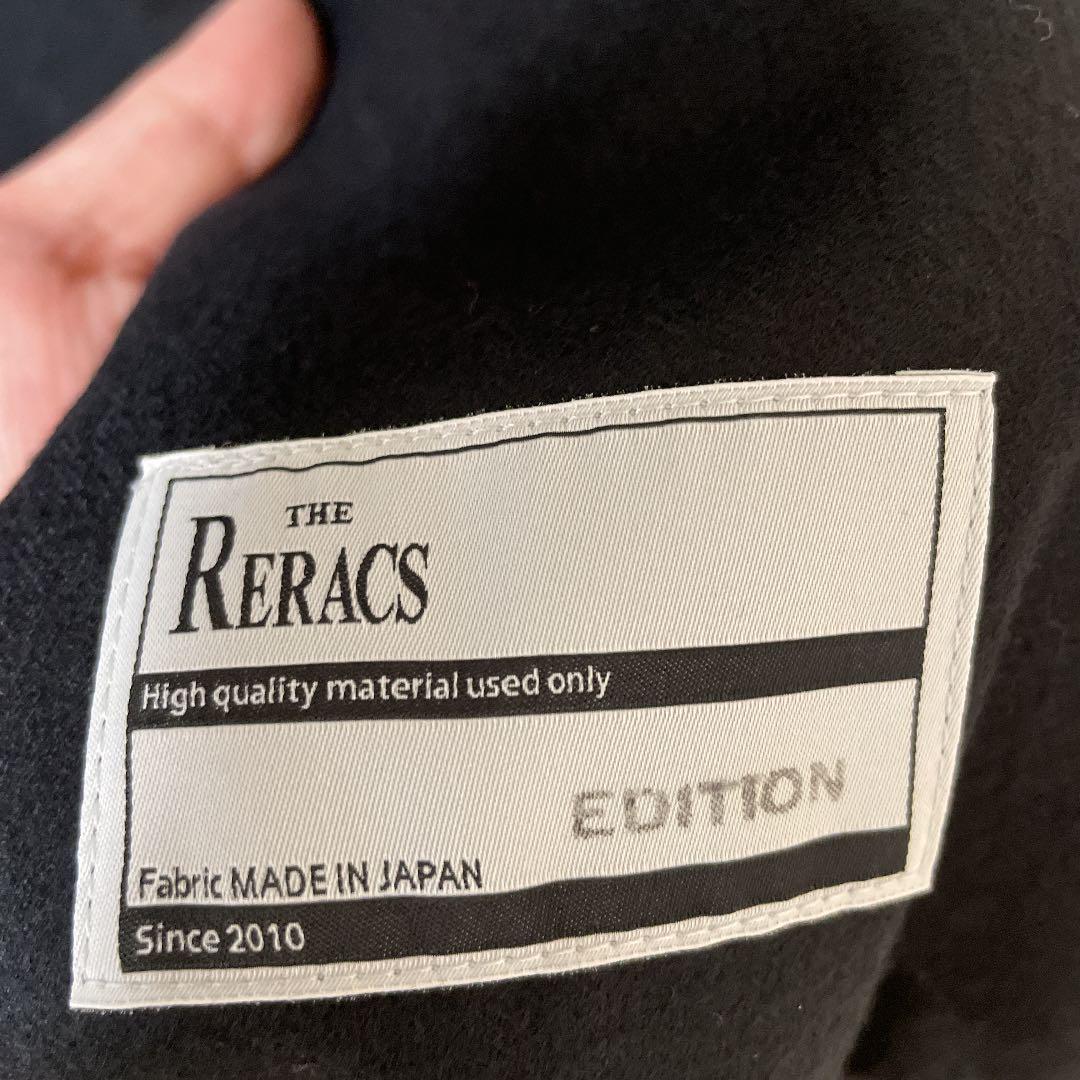 THE
RERACS
High quality material used only
EDITION
Fabric MADE IN JAPAN
Since 2010